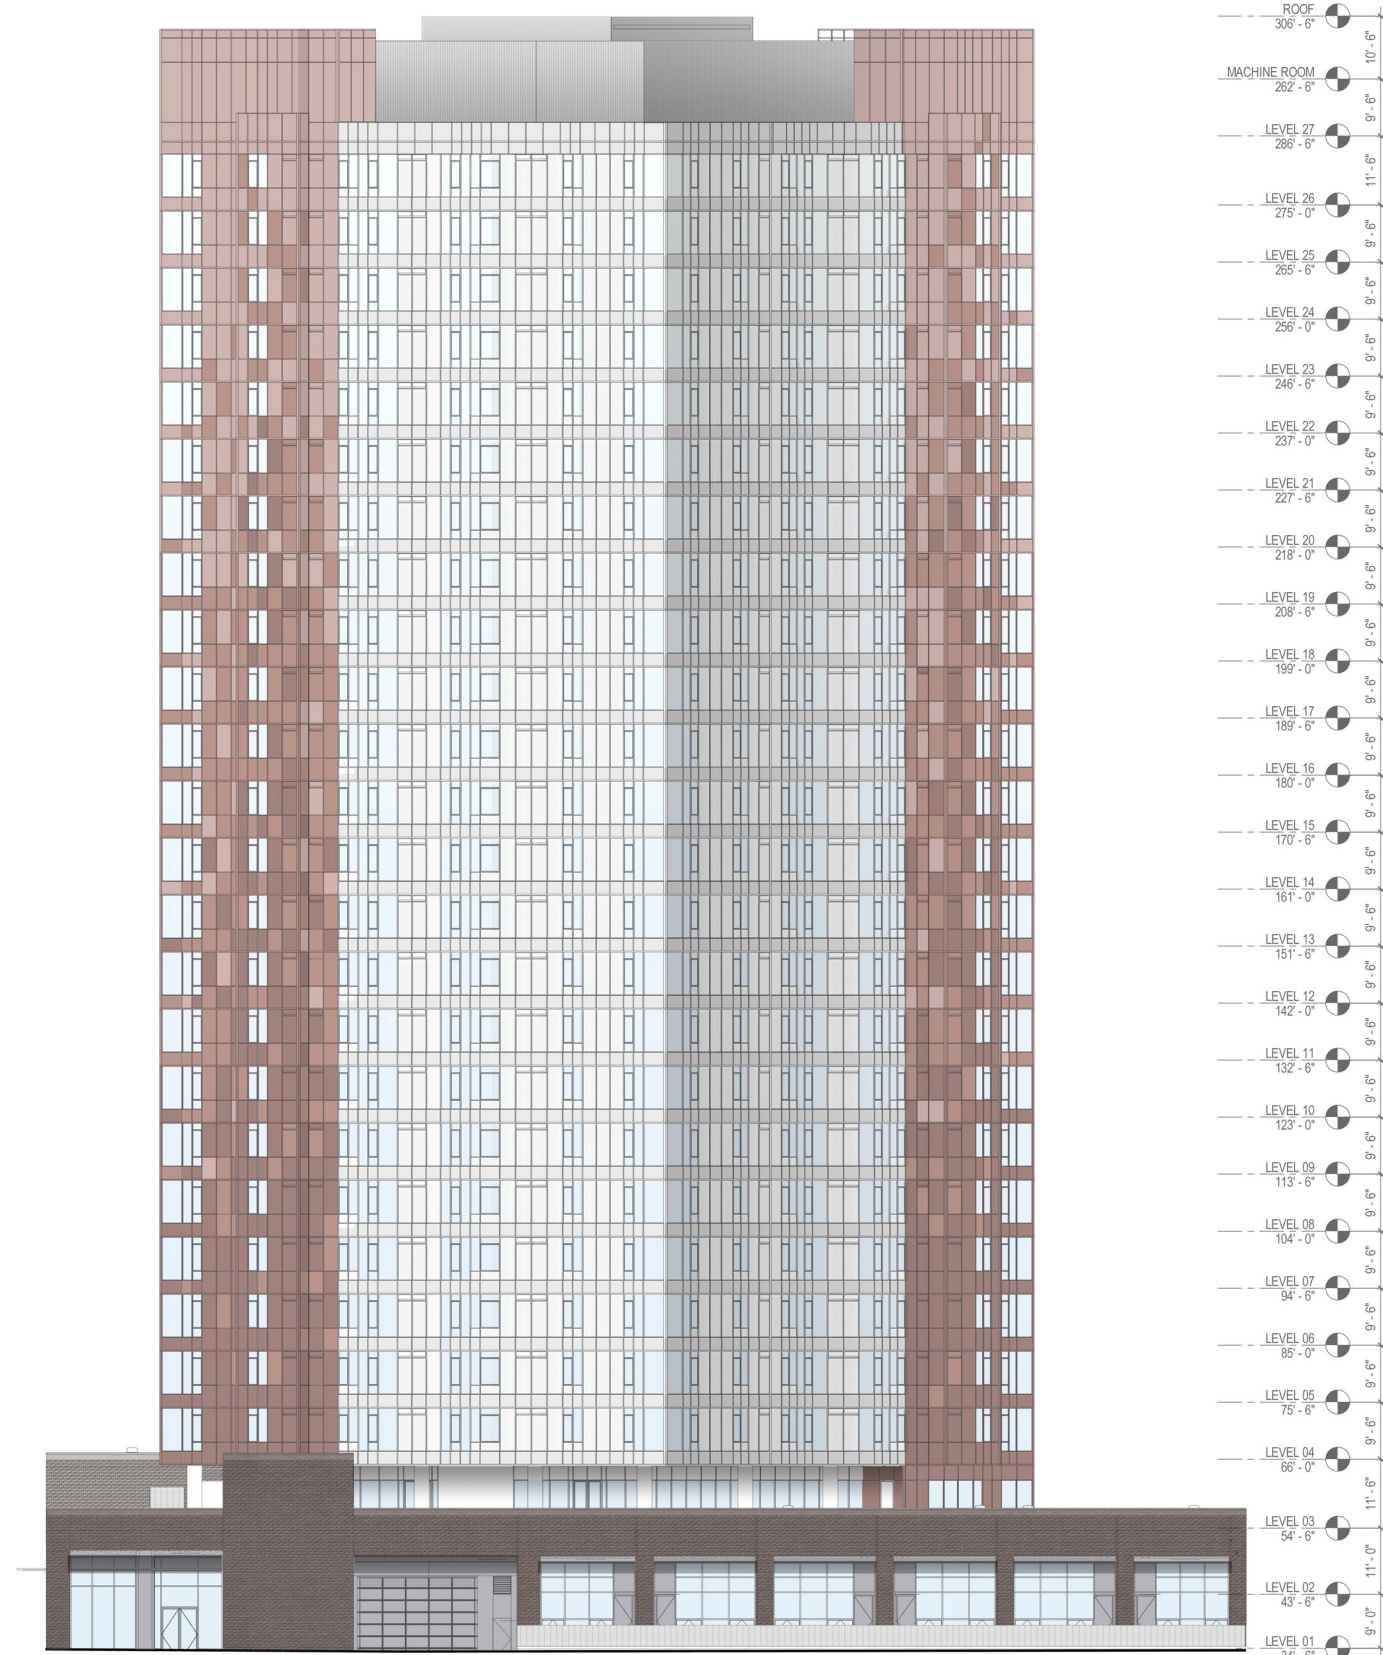 ROOF
306' - 6"
10' - 6"
MACHINE ROOM
262' - 6"
9' - 6"
LEVEL 27
286' - 6"
11' - 6"
LEVEL 26
275' - 0"
9' - 6"
LEVEL 25
265' - 6"
9' - 6"
LEVEL 24
256' - 0"
9' - 6"
LEVEL 23
246' - 6"
9' - 6"
LEVEL 22
237' - 0"
9' - 6"
LEVEL 21
227' - 6"
9' - 6"
LEVEL 20
218' - 0"
9' - 6"
LEVEL 19
208' - 6"
9' - 6"
LEVEL 18
199' - 0"
9' - 6"
LEVEL 17
189' - 6"
9' - 6"
LEVEL 16
180' - 0"
9' - 6"
LEVEL 15
170' - 6"
9' - 6"
LEVEL 14
161' - 0"
9' - 6"
LEVEL 13
151' - 6"
9' - 6"
LEVEL 12
142' - 0"
9' - 6"
LEVEL 11
132' - 6"
9' - 6"
LEVEL 10
123' - 0"
9' - 6"
LEVEL 09
113' - 6"
9' - 6"
LEVEL 08
104' - 0"
9' - 6"
LEVEL 07
94' - 6"
9' - 6"
LEVEL 06
85' - 0"
9' - 6"
LEVEL 05
75' - 6"
9' - 6"
LEVEL 04
66' - 0"
11' - 6"
LEVEL 03
54' - 6"
11' - 0"
LEVEL 02
43' - 6"
9' - 0"
LEVEL 01